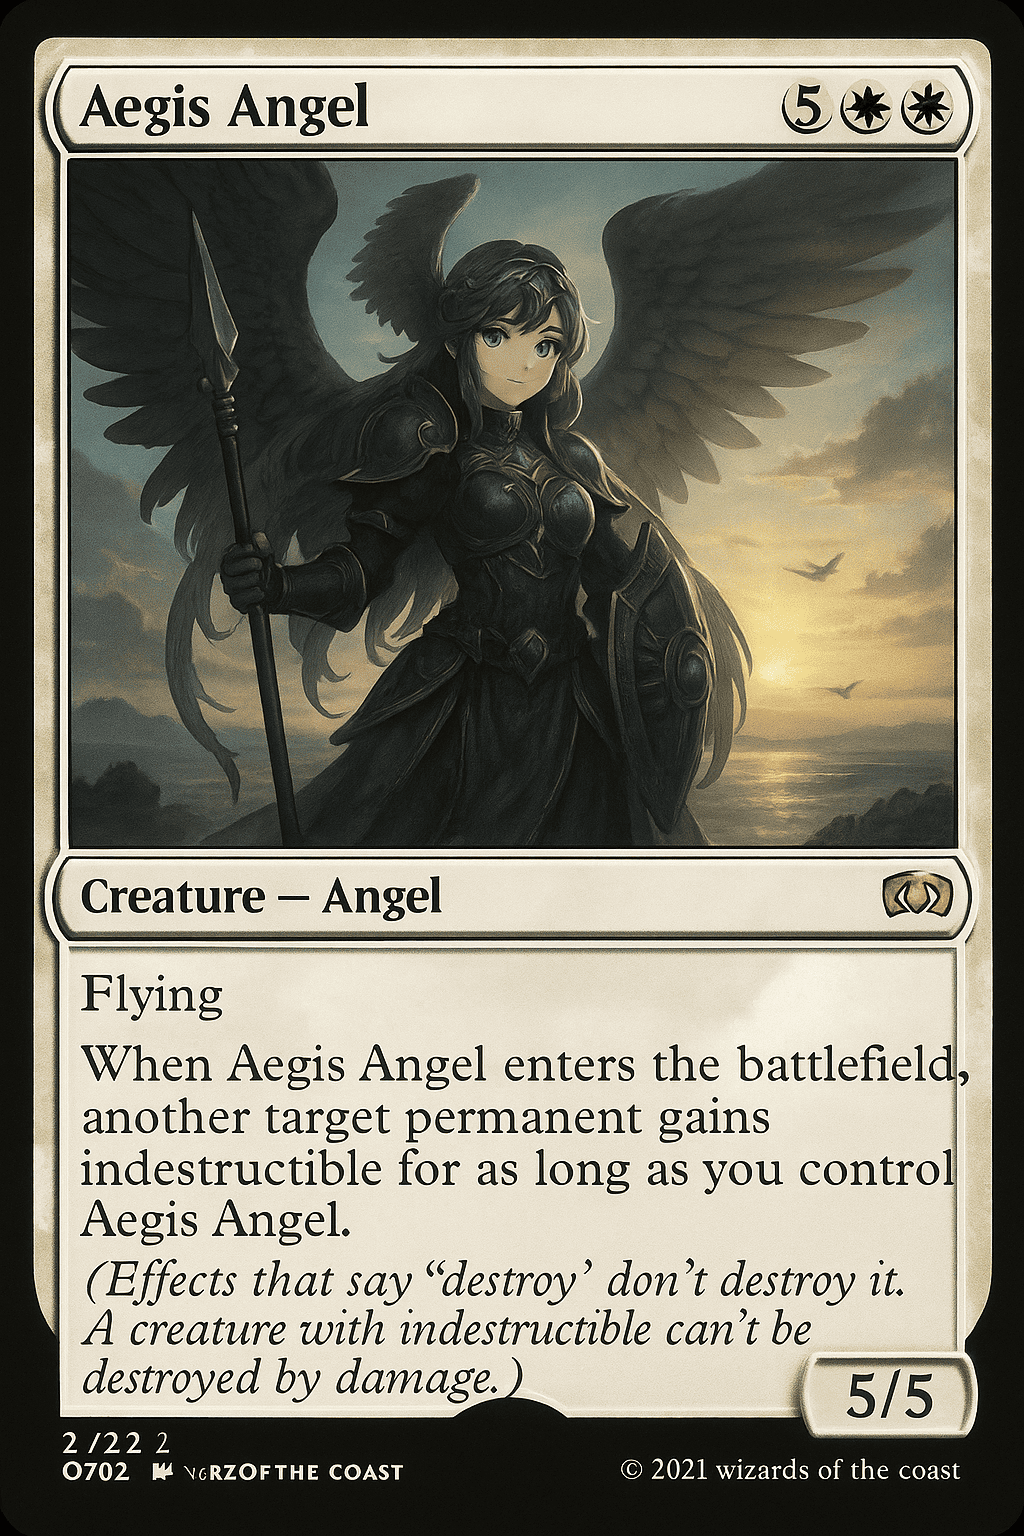 Aegis Angel 5
Creature — Angel
Flying
When Aegis Angel enters the battlefield,
another target permanent gains
indestructible for as long as you control
Aegis Angel.
(Effects that say “destroy’ don’t destroy it.
A creature with indestructible can’t be
destroyed by damage.)
5/5
2 /22 2
O702 RZOFTHE COAST
© 2021 wizards of the coast